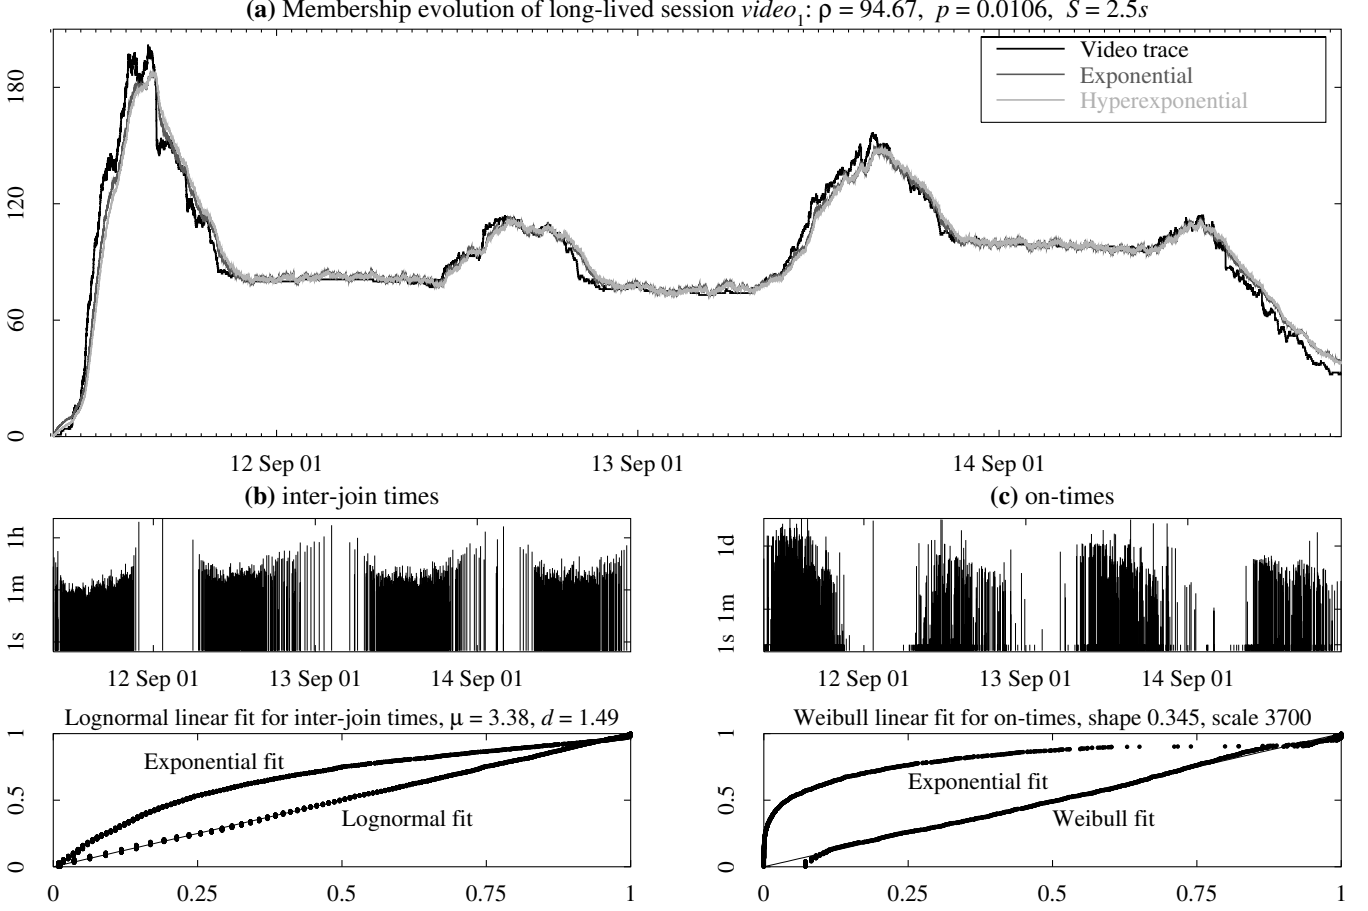 (a) Membership evolution of long-lived session video1: ρ = 94.67, p = 0.0106, S = 2.5s
Video trace
Exponential
Hyperexponential
180
120
60
0
12 Sep 01 13 Sep 01 14 Sep 01
(b) inter-join times
1h
1m
1s
12 Sep 01 13 Sep 01 14 Sep 01
(c) on-times
1d
1m
1s
12 Sep 01 13 Sep 01 14 Sep 01
Lognormal linear fit for inter-join times, μ = 3.38, d = 1.49
1
0.5
0
Exponential fit
Lognormal fit
0 0.25 0.5 0.75 1
Weibull linear fit for on-times, shape 0.345, scale 3700
1
0.5
0
Exponential fit
Weibull fit
0 0.25 0.5 0.75 1